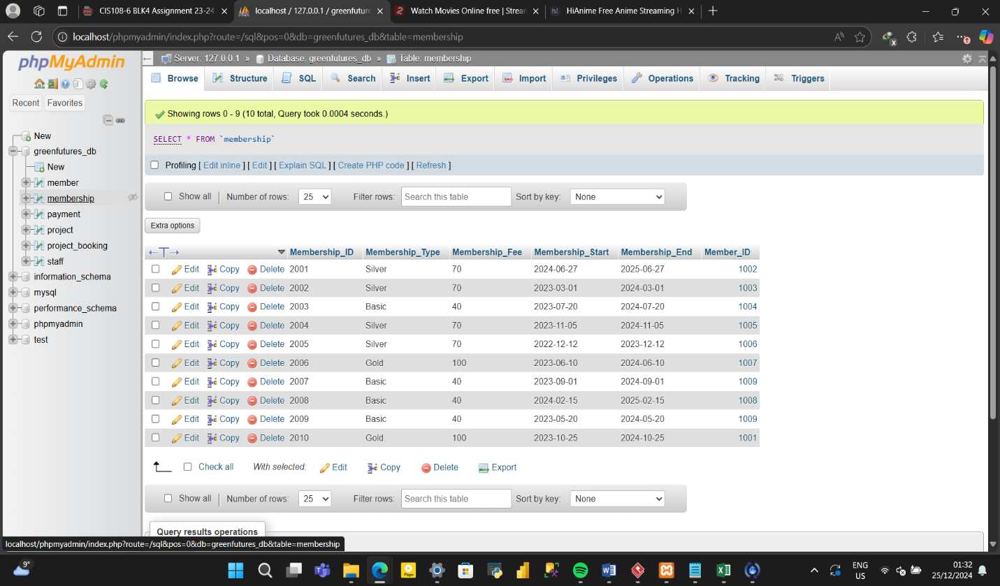 CIS108-6 BLK4 Assignment 23-24
localhost / 127.0.0.1 / greenfuture
Watch Movies Online free | Strean
HiAnime Free Anime Streaming H
localhost/phpmyadmin/index.php?route=/sql&pos=0&db=greenfutures_db&table=membership
phpMyAdmin
Recent Favorites
New
greenfutures_db
New
member
membership
payment
project
project_booking
staff
information_schema
mysql
performance_schema
phpmyadmin
test
Server: 127.0.0.1 » Database: greenfutures_db » Table: membership
Browse Structure SQL Search Insert Export Import Privileges Operations Tracking Triggers
Showing rows 0 - 9 (10 total, Query took 0.0004 seconds.)
SELECT * FROM `membership`
Profiling [ Edit inline ] [ Edit ] [ Explain SQL ] [ Create PHP code ] [ Refresh ]
Show all | Number of rows: 25 Filter rows: Search this table Sort by key: None
Extra options
←T→ Membership_ID Membership_Type Membership_Fee Membership_Start Membership_End Member_ID
Edit Copy Delete 2001 Silver 70 2024-06-27 2025-06-27 1002
Edit Copy Delete 2002 Silver 70 2023-03-01 2024-03-01 1003
Edit Copy Delete 2003 Basic 40 2023-07-20 2024-07-20 1004
Edit Copy Delete 2004 Silver 70 2023-11-05 2024-11-05 1005
Edit Copy Delete 2005 Silver 70 2022-12-12 2023-12-12 1006
Edit Copy Delete 2006 Gold 100 2023-06-10 2024-06-10 1007
Edit Copy Delete 2007 Basic 40 2023-09-01 2024-09-01 1009
Edit Copy Delete 2008 Basic 40 2024-02-15 2025-02-15 1008
Edit Copy Delete 2009 Basic 40 2023-05-20 2024-05-20 1009
Edit Copy Delete 2010 Gold 100 2023-10-25 2024-10-25 1001
Check all With selected: Edit Copy Delete Export
Show all | Number of rows: 25 Filter rows: Search this table Sort by key: None
Query results operations
localhost/phpmyadmin/index.php?route=/sql&pos=0&db=greenfutures_db&table=membership
9°
ENG
US
01:32
25/12/2024